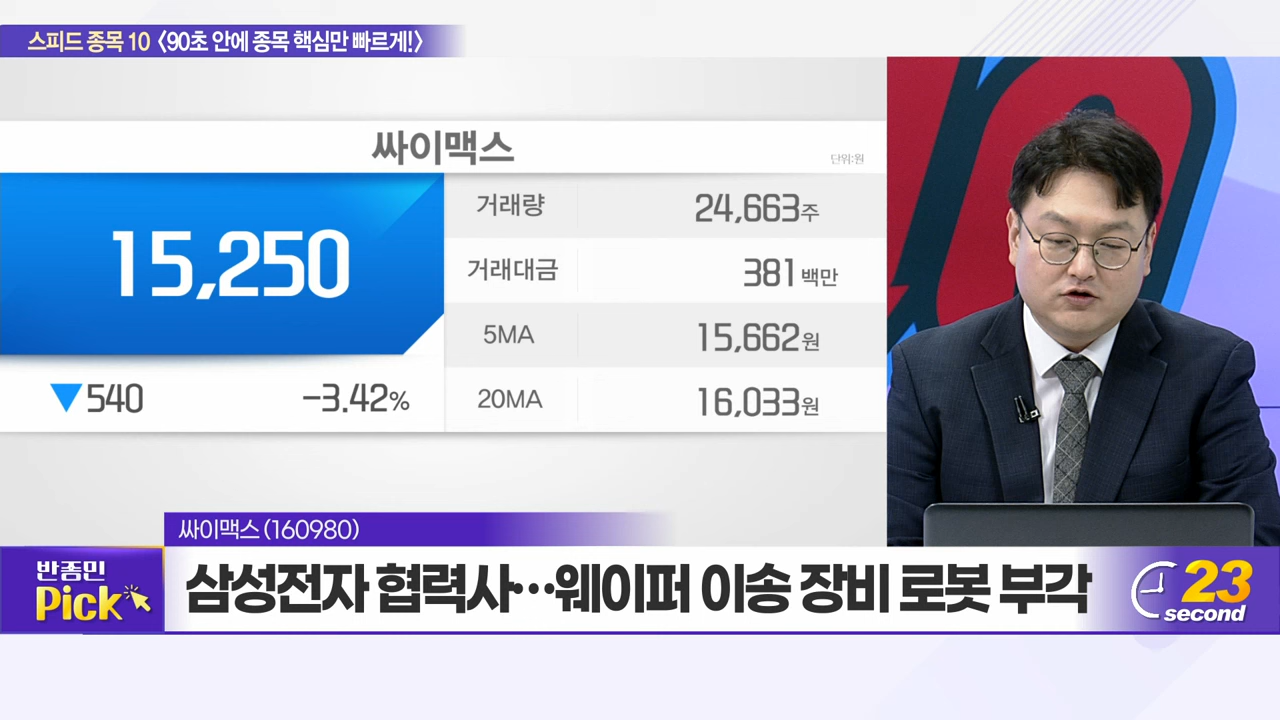 스피드 종목 10 〈90초 안에 종목 핵심만 빠르게!〉
싸이맥스
단위:원
15,250
▼540 -3.42%
거래량 24,663주
거래대금 381백만
5MA 15,662원
20MA 16,033원
싸이맥스(160980)
반종민
Pick
삼성전자 협력사…웨이퍼 이송 장비 로봇 부각
23
second